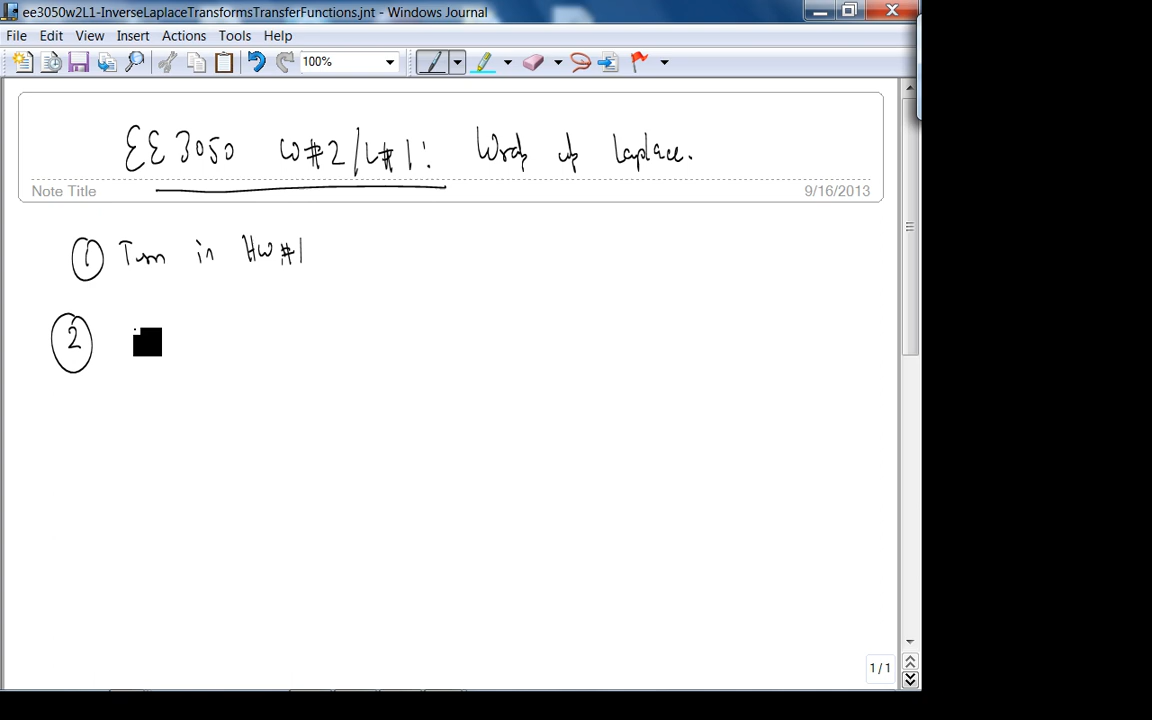 ee3050w2L1-InverseLaplaceTransformsTransferFunctions.jnt - Windows Journal
File Edit View Insert Actions Tools Help
100%
EE 3050 W#2/L#1: Wrap up Laplace.
Note Title 9/16/2013
1 Turn in HW #1
2
1/1